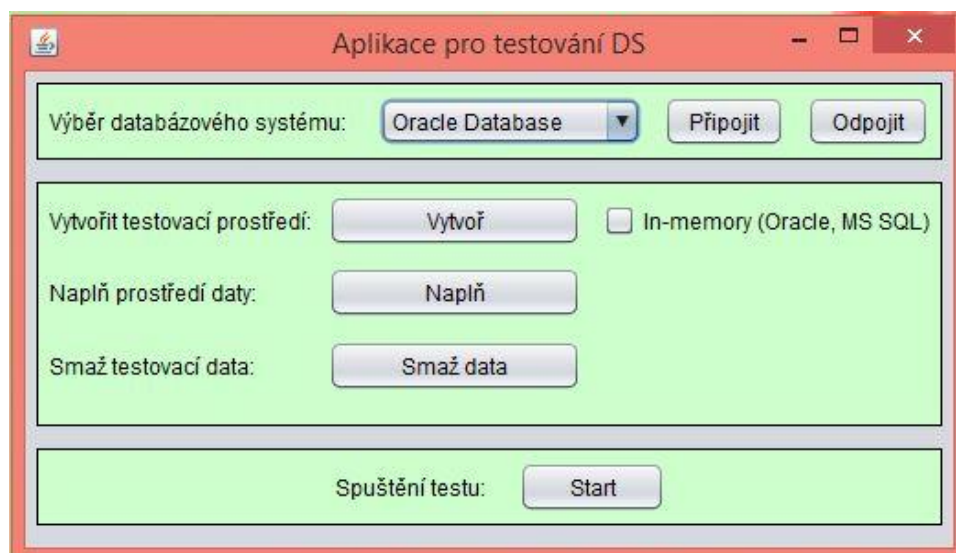 Aplikace pro testování DS
Výběr databázového systému: Oracle Database Připojit Odpojit
Vytvořit testovací prostředí: Vytvoř In-memory (Oracle, MS SQL)
Naplň prostředí daty: Naplň
Smaž testovací data: Smaž data
Spuštění testu: Start